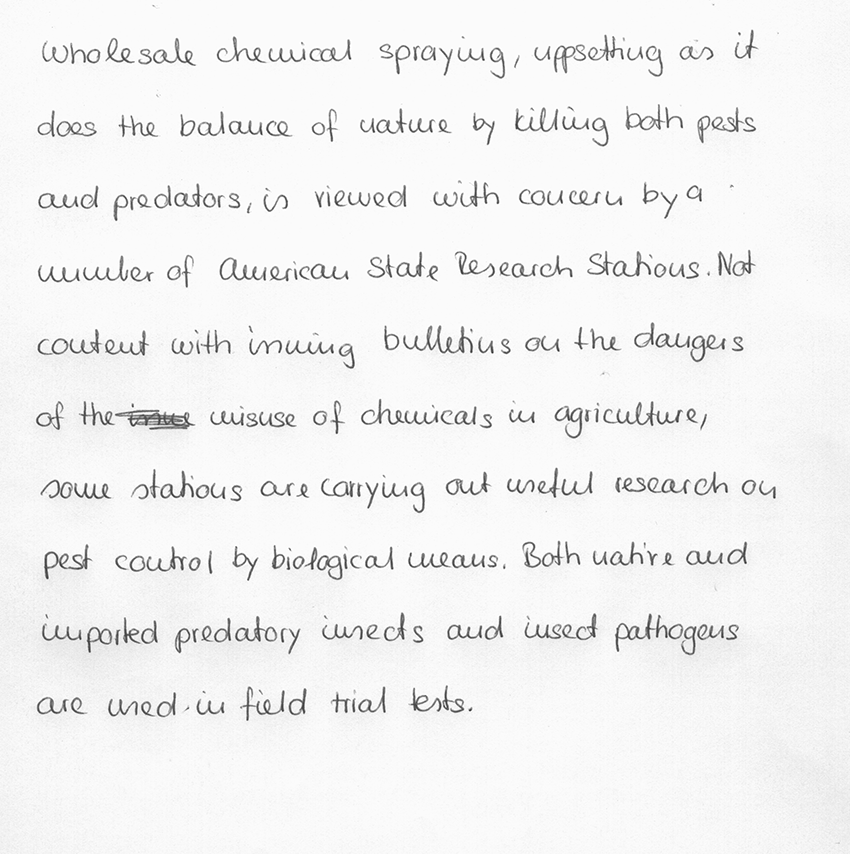 Wholesale chemical spraying, uppsetting as it
does the balance of nature by killing both pests
and predators, is viewed with concern by a
number of American State Research Stations. Not
content with issuing bulletins on the dangers
of the misuse of chemicals in agriculture,
some stations are carrying out useful research on
pest control by biological means. Both native and
imported predatory insects and insect pathogens
are used in field trial tests.